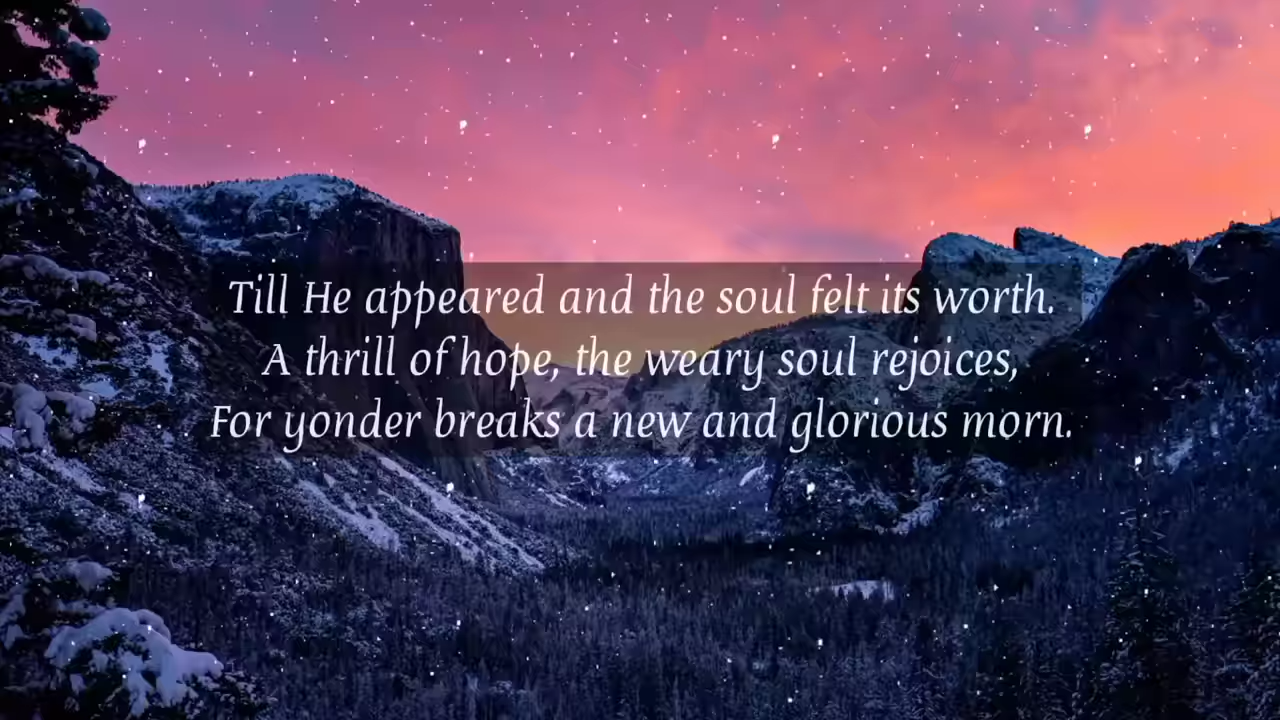 Till He appeared and the soul felt its worth.
A thrill of hope, the weary soul rejoices,
For yonder breaks a new and glorious morn.